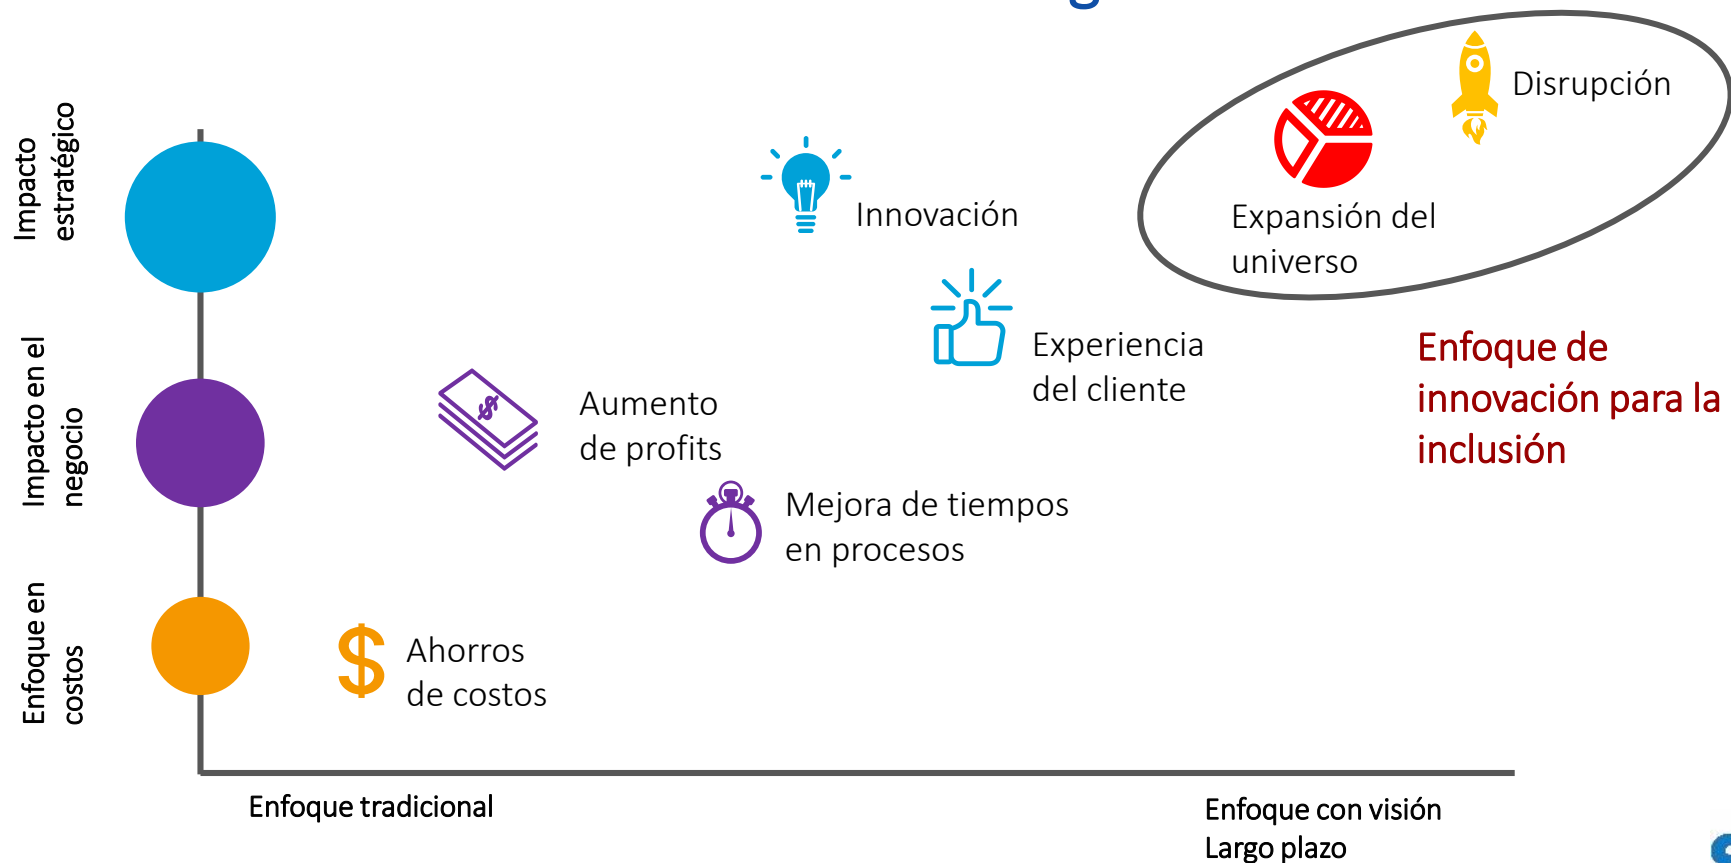 Disrupción
Impacto
estratégico
Innovación
Expansión del
universo
Experiencia
del cliente
Enfoque de
innovación para la
inclusión
Impacto en el
negocio
Aumento
de profits
Mejora de tiempos
en procesos
Enfoque en
costos
$
Ahorros
de costos
Enfoque tradicional
Enfoque con visión
Largo plazo